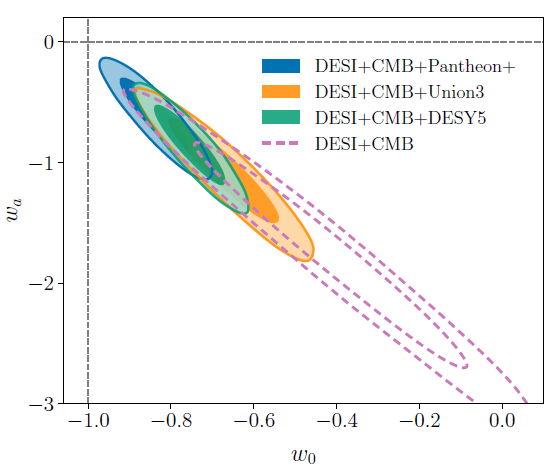 DESI+CMB+Pantheon+
DESI+CMB+Union3
DESI+CMB+DESY5
DESI+CMB
0
−1
−2
−3
w_a
−1.0 −0.8 −0.6 −0.4 −0.2 0.0
w_0